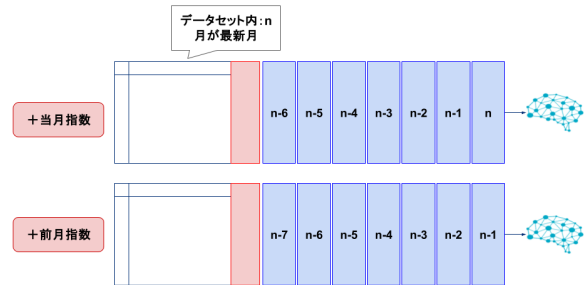 データセット内:n
月が最新月
+当月指数
n-6
n-5
n-4
n-3
n-2
n-1
n
+前月指数
n-7
n-6
n-5
n-4
n-3
n-2
n-1